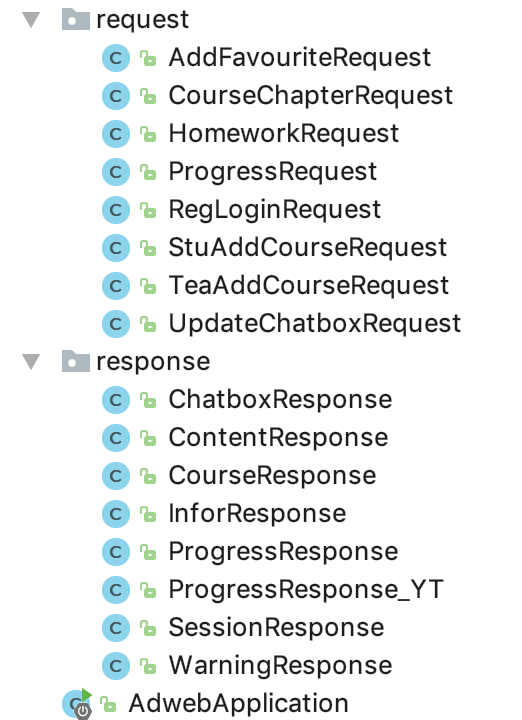 request
C AddFavouriteRequest
C CourseChapterRequest
C HomeworkRequest
C ProgressRequest
C RegLoginRequest
C StuAddCourseRequest
C TeaAddCourseRequest
C UpdateChatboxRequest
response
C ChatboxResponse
C ContentResponse
C CourseResponse
C InforResponse
C ProgressResponse
C ProgressResponse_YT
C SessionResponse
C WarningResponse
C AdwebApplication